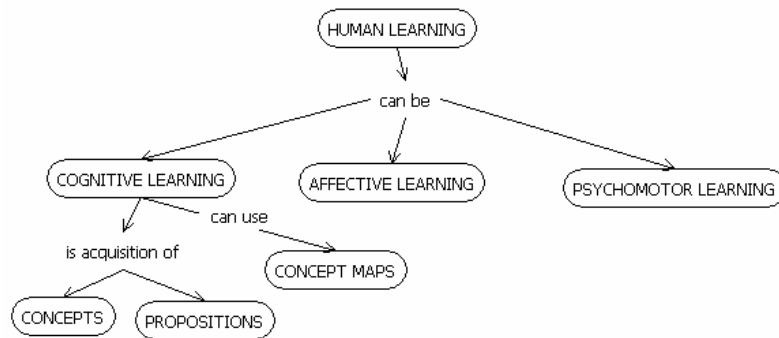 HUMAN LEARNING
can be
COGNITIVE LEARNING
AFFECTIVE LEARNING
PSYCHOMOTOR LEARNING
can use
is acquisition of
CONCEPT MAPS
CONCEPTS
PROPOSITIONS